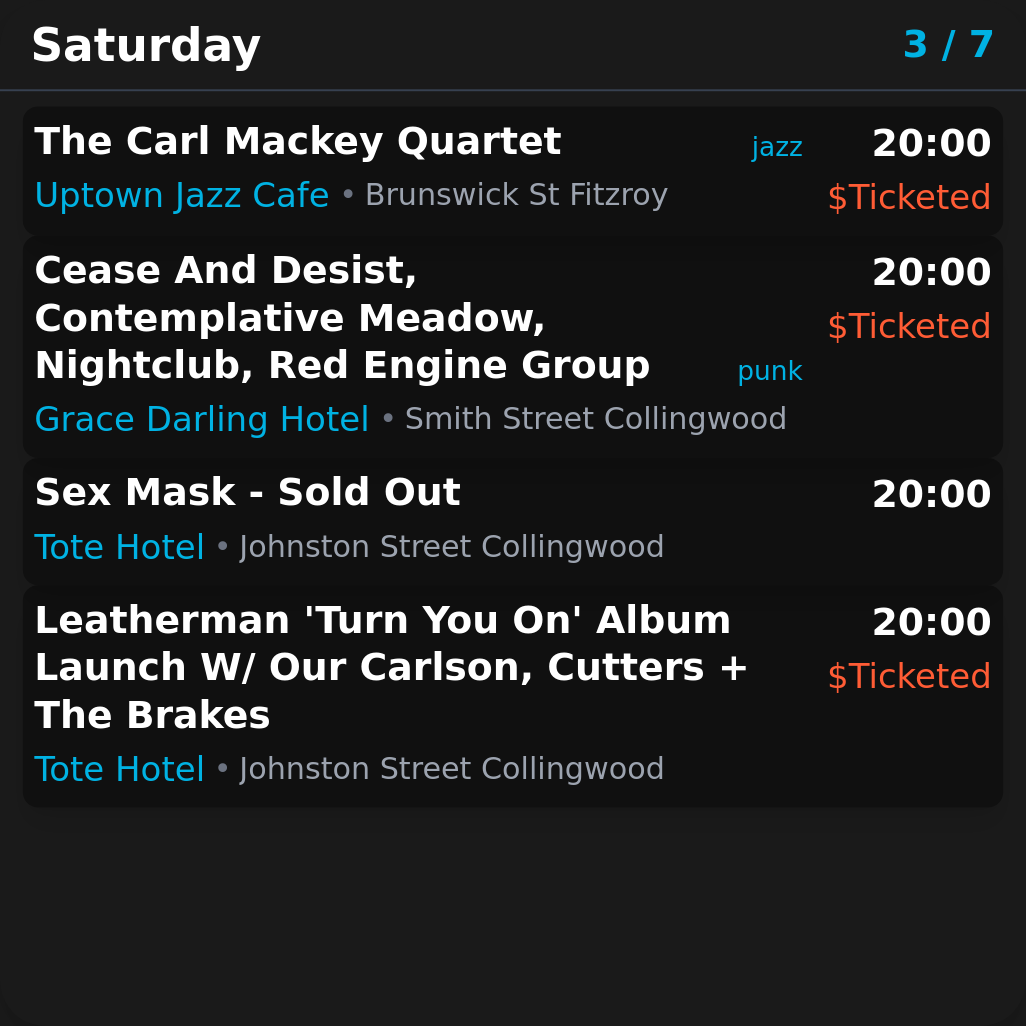 Saturday
3 / 7
The Carl Mackey Quartet
jazz
20:00
Uptown Jazz Cafe • Brunswick St Fitzroy
$Ticketed
Cease And Desist,
Contemplative Meadow,
Nightclub, Red Engine Group
punk
20:00
$Ticketed
Grace Darling Hotel • Smith Street Collingwood
Sex Mask - Sold Out
20:00
Tote Hotel • Johnston Street Collingwood
Leatherman 'Turn You On' Album
Launch W/ Our Carlson, Cutters +
The Brakes
20:00
$Ticketed
Tote Hotel • Johnston Street Collingwood